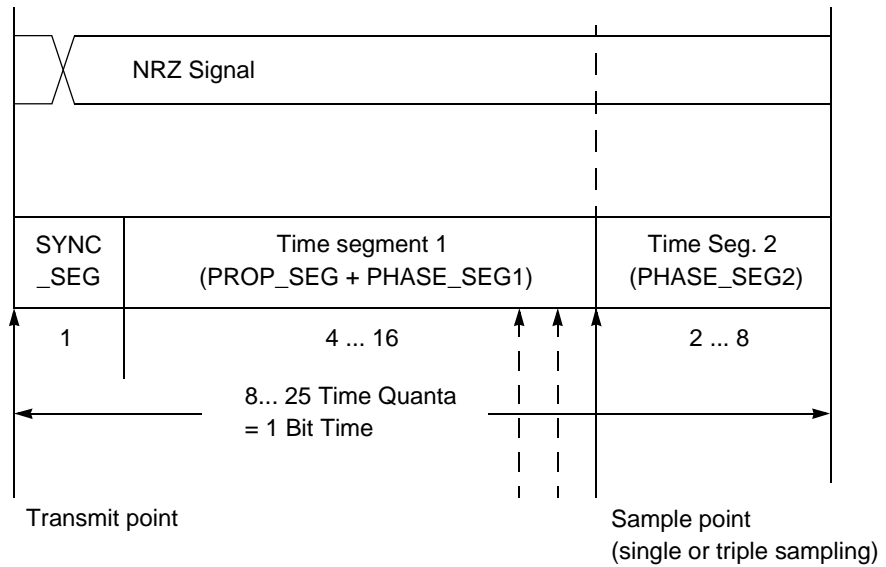 NRZ Signal
SYNC
_SEG
Time segment 1
(PROP_SEG + PHASE_SEG1)
Time Seg. 2
(PHASE_SEG2)
1
4 ... 16
2 ... 8
8... 25 Time Quanta
= 1 Bit Time
Transmit point
Sample point
(single or triple sampling)